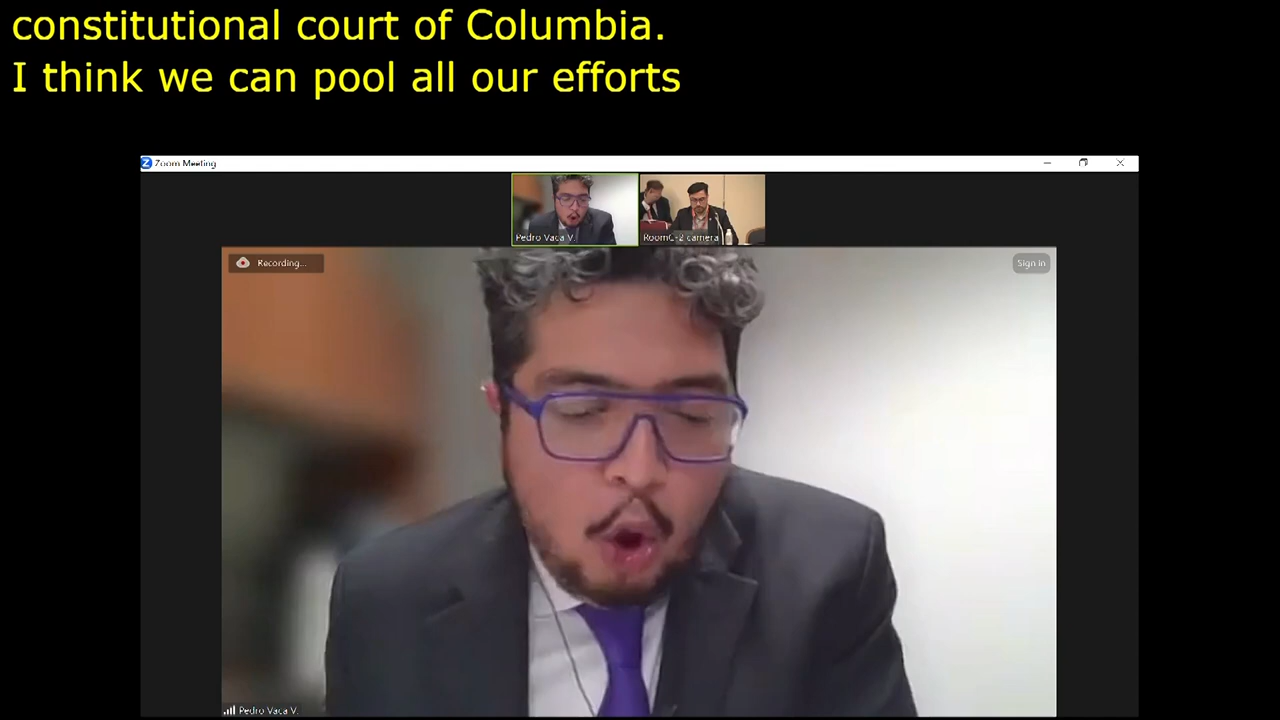 constitutional court of Columbia.
I think we can pool all our efforts
Zoom Meeting
Pedro Vaca V.
RoomC-2 camera
Recording...
Sign in
Pedro Vaca V.